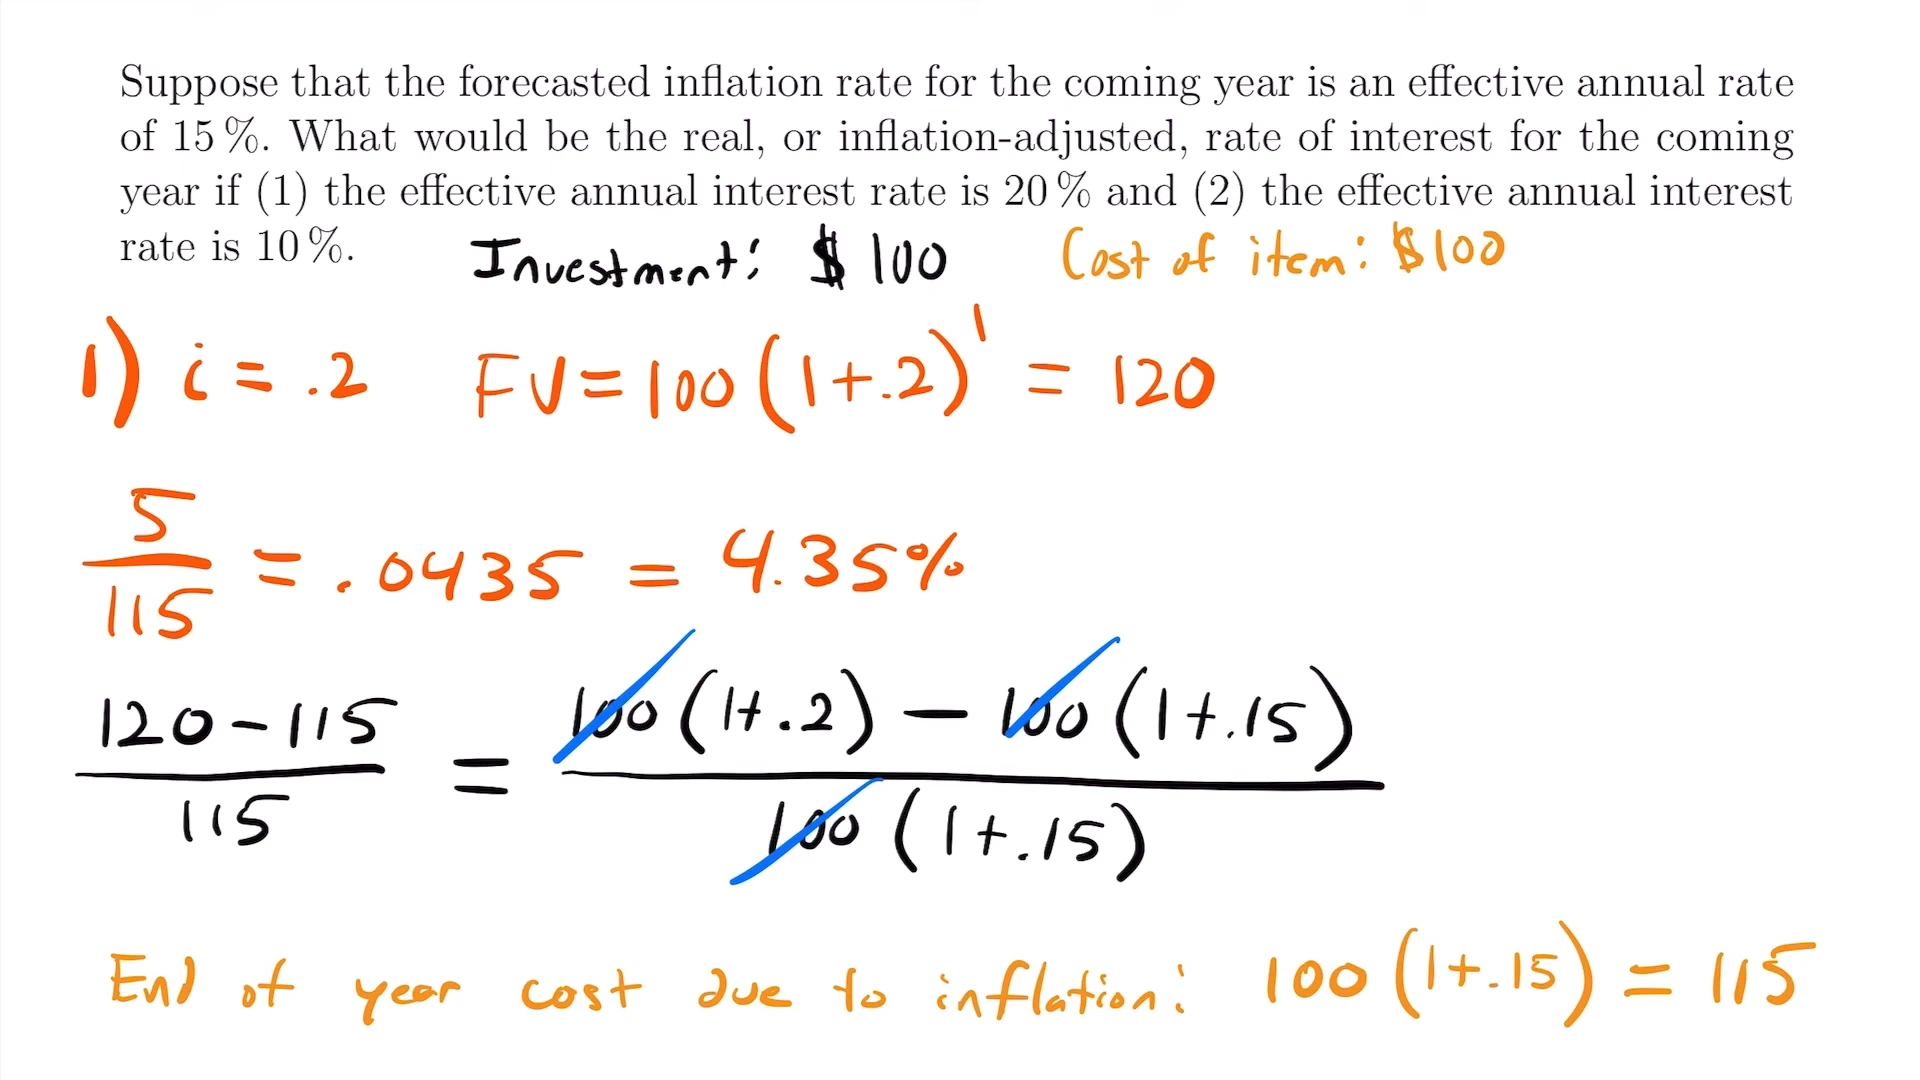 Suppose that the forecasted inflation rate for the coming year is an effective annual rate
of 15 %. What would be the real, or inflation-adjusted, rate of interest for the coming
year if (1) the effective annual interest rate is 20 % and (2) the effective annual interest
rate is 10 %.
Investment: $ 100 Cost of item: $100
1) i = .2 FV = 100 (1+.2)^1 = 120
5/115 = .0435 = 4.35%
120 - 115 / 115 = 100 (1+.2) - 100 (1+.15) / 100 (1+.15)
End of year cost due to inflation: 100 (1+.15) = 115